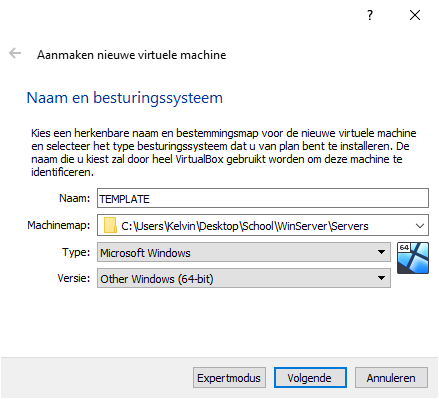 ?
Aanmaken nieuwe virtuele machine
Naam en besturingssysteem
Kies een herkenbare naam en bestemmingsmap voor de nieuwe virtuele machine
en selecteer het type besturingssysteem dat u van plan bent te installeren. De
naam die u kiest zal door heel VirtualBox gebruikt worden om deze machine te
identificeren.
Naam: TEMPLATE
Machinemap: C:\Users\Kelvin\Desktop\School\WinServer\Servers
Type: Microsoft Windows 64
Versie: Other Windows (64-bit)
Expertmodus Volgende Annuleren